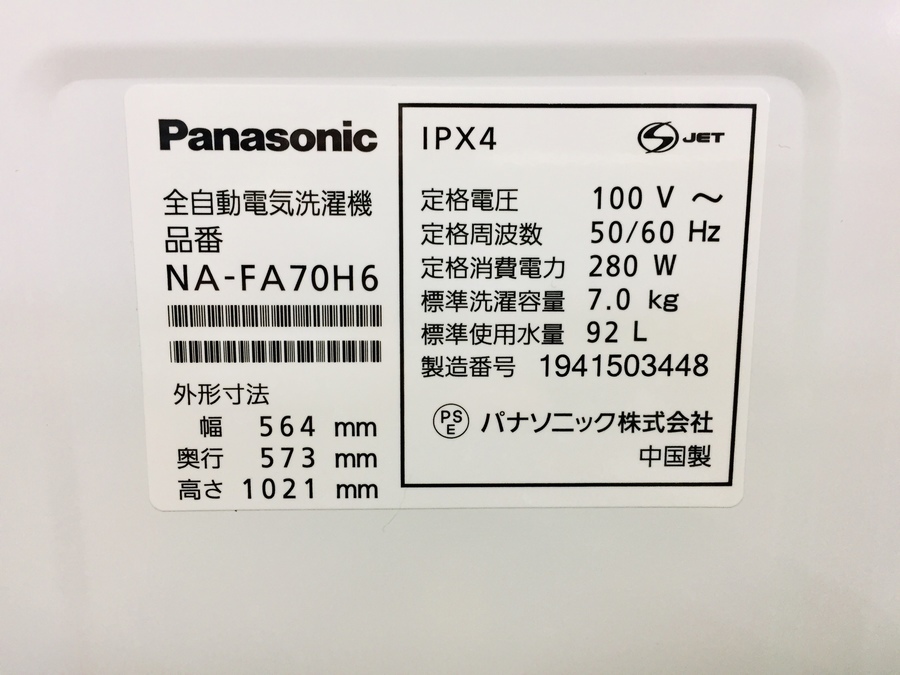 Panasonic
全自動電気洗濯機
品番
NA-FA70H6
外形寸法
幅 564 mm
奥行 573 mm
高さ 1021 mm
IPX4
S JET
定格電圧 100 V ～
定格周波数 50/60 Hz
定格消費電力 280 W
標準洗濯容量 7.0 kg
標準使用水量 92 L
製造番号 1941503448
PS
E パナソニック株式会社
中国製